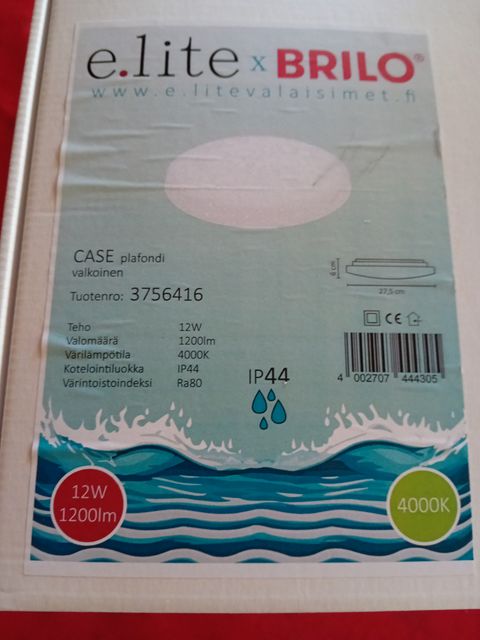 e.lite x BRILO®
www.e.litevalaisimet.fi
CASE plafondi
valkoinen
Tuotenro: 3756416
6 cm
27,5 cm
Teho 12W
Valomäärä 1200lm
Värilämpötila 4000K
Kotelointiluokka IP44
Värintoistoindeksi Ra80
CE
IP44
4 002707 444305
12W
1200lm
4000K